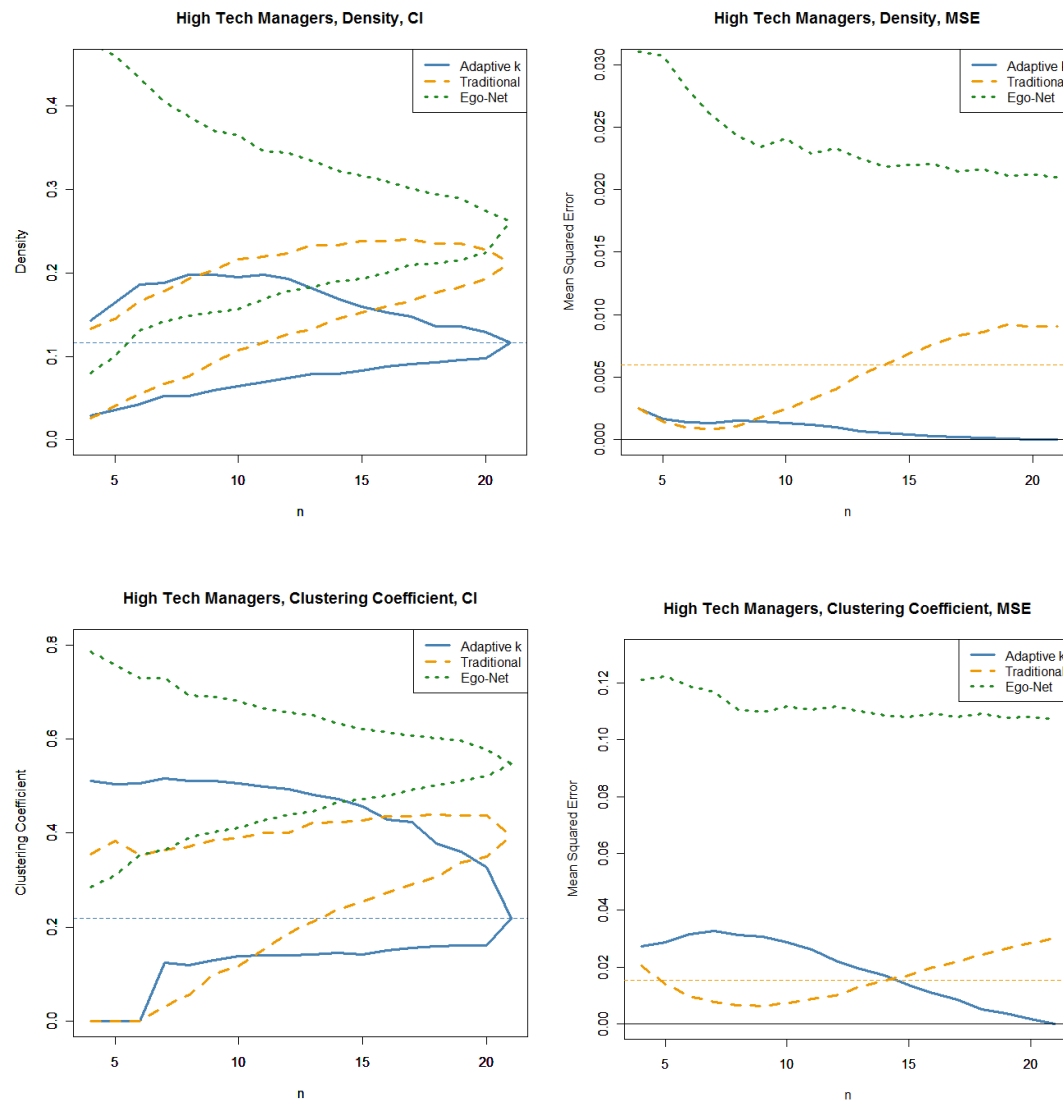 High Tech Managers, Density, CI
Adaptive k
Traditional
Ego-Net
Density
0.0
0.1
0.2
0.3
0.4
5
10
15
20
n
High Tech Managers, Density, MSE
Adaptive k
Traditional
Ego-Net
Mean Squared Error
0.000
0.005
0.010
0.015
0.020
0.025
0.030
5
10
15
20
n
High Tech Managers, Clustering Coefficient, CI
Adaptive k
Traditional
Ego-Net
Clustering Coefficient
0.0
0.2
0.4
0.6
0.8
5
10
15
20
n
High Tech Managers, Clustering Coefficient, MSE
Adaptive k
Traditional
Ego-Net
Mean Squared Error
0.00
0.02
0.04
0.06
0.08
0.10
0.12
5
10
15
20
n